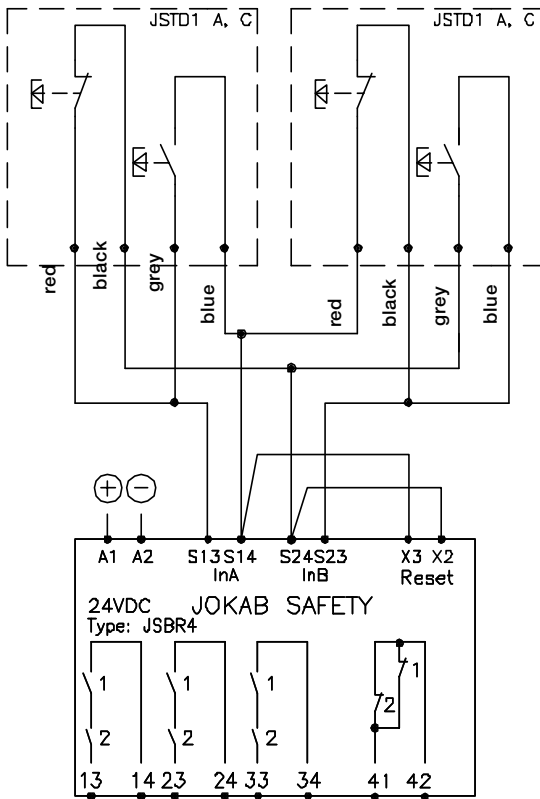 JSTD1 A, C
JSTD1 A, C
red
black
grey
blue
red
black
grey
blue
+
−
A1 A2 S13 S14 S24 S23 X3 X2
InA InB Reset
24VDC JOKAB SAFETY
Type: JSBR4
1 1 1 1
2 2 2 2
13 14 23 24 33 34 41 42